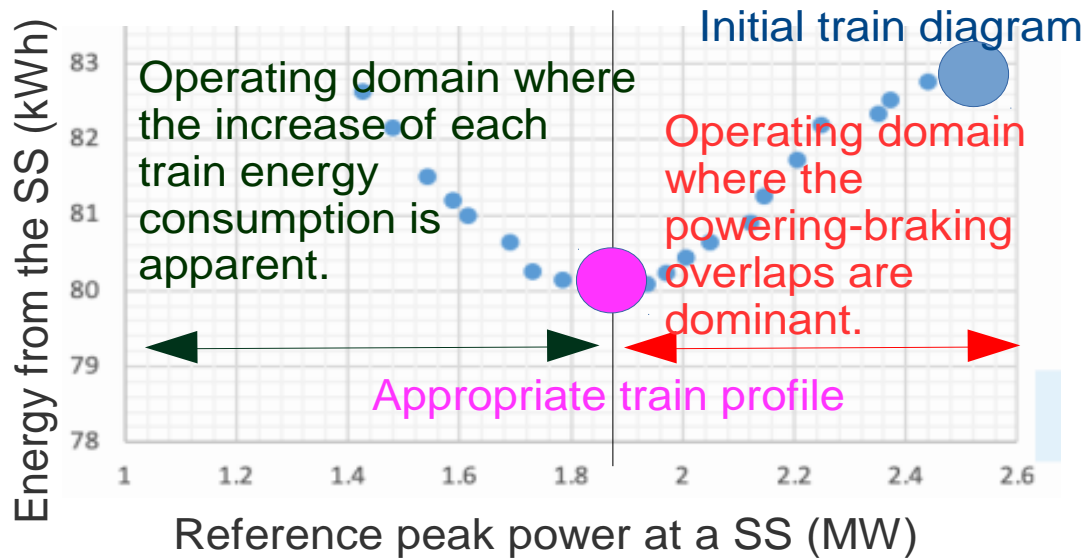 Initial train diagram
Energy from the SS (kWh)
83
82
81
80
79
78
Operating domain where
the increase of each
train energy
consumption is
apparent.
Operating domain
where the
powering-braking
overlaps are
dominant.
Appropriate train profile
1 1.2 1.4 1.6 1.8 2 2.2 2.4 2.6
Reference peak power at a SS (MW)